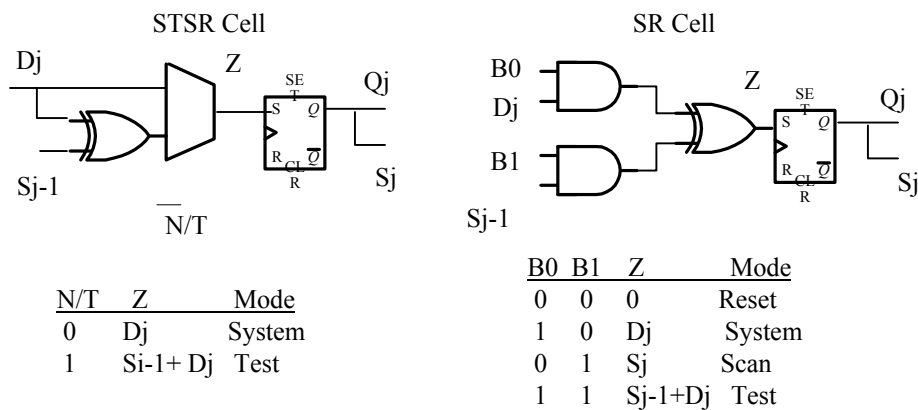 STSR Cell
Dj
Z
SE
T
S Q
R Q
CL
R
Qj
Sj
Sj-1
N/T
N/T Z Mode
0 Dj System
1 Si-1+ Dj Test
SR Cell
B0
Dj
B1
Sj-1
Z
SE
T
S Q
R Q
CL
R
Qj
Sj
B0 B1 Z Mode
0 0 0 Reset
1 0 Dj System
0 1 Sj Scan
1 1 Sj-1+Dj Test